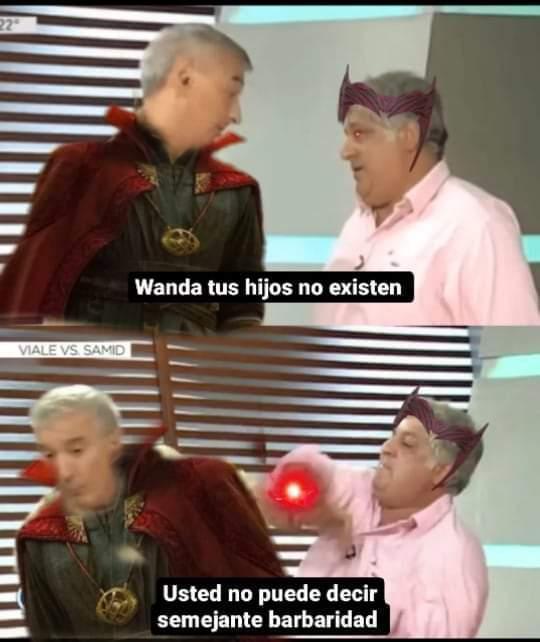 22°
Wanda tus hijos no existen
VIALE VS. SAMID
Usted no puede decir
semejante barbaridad